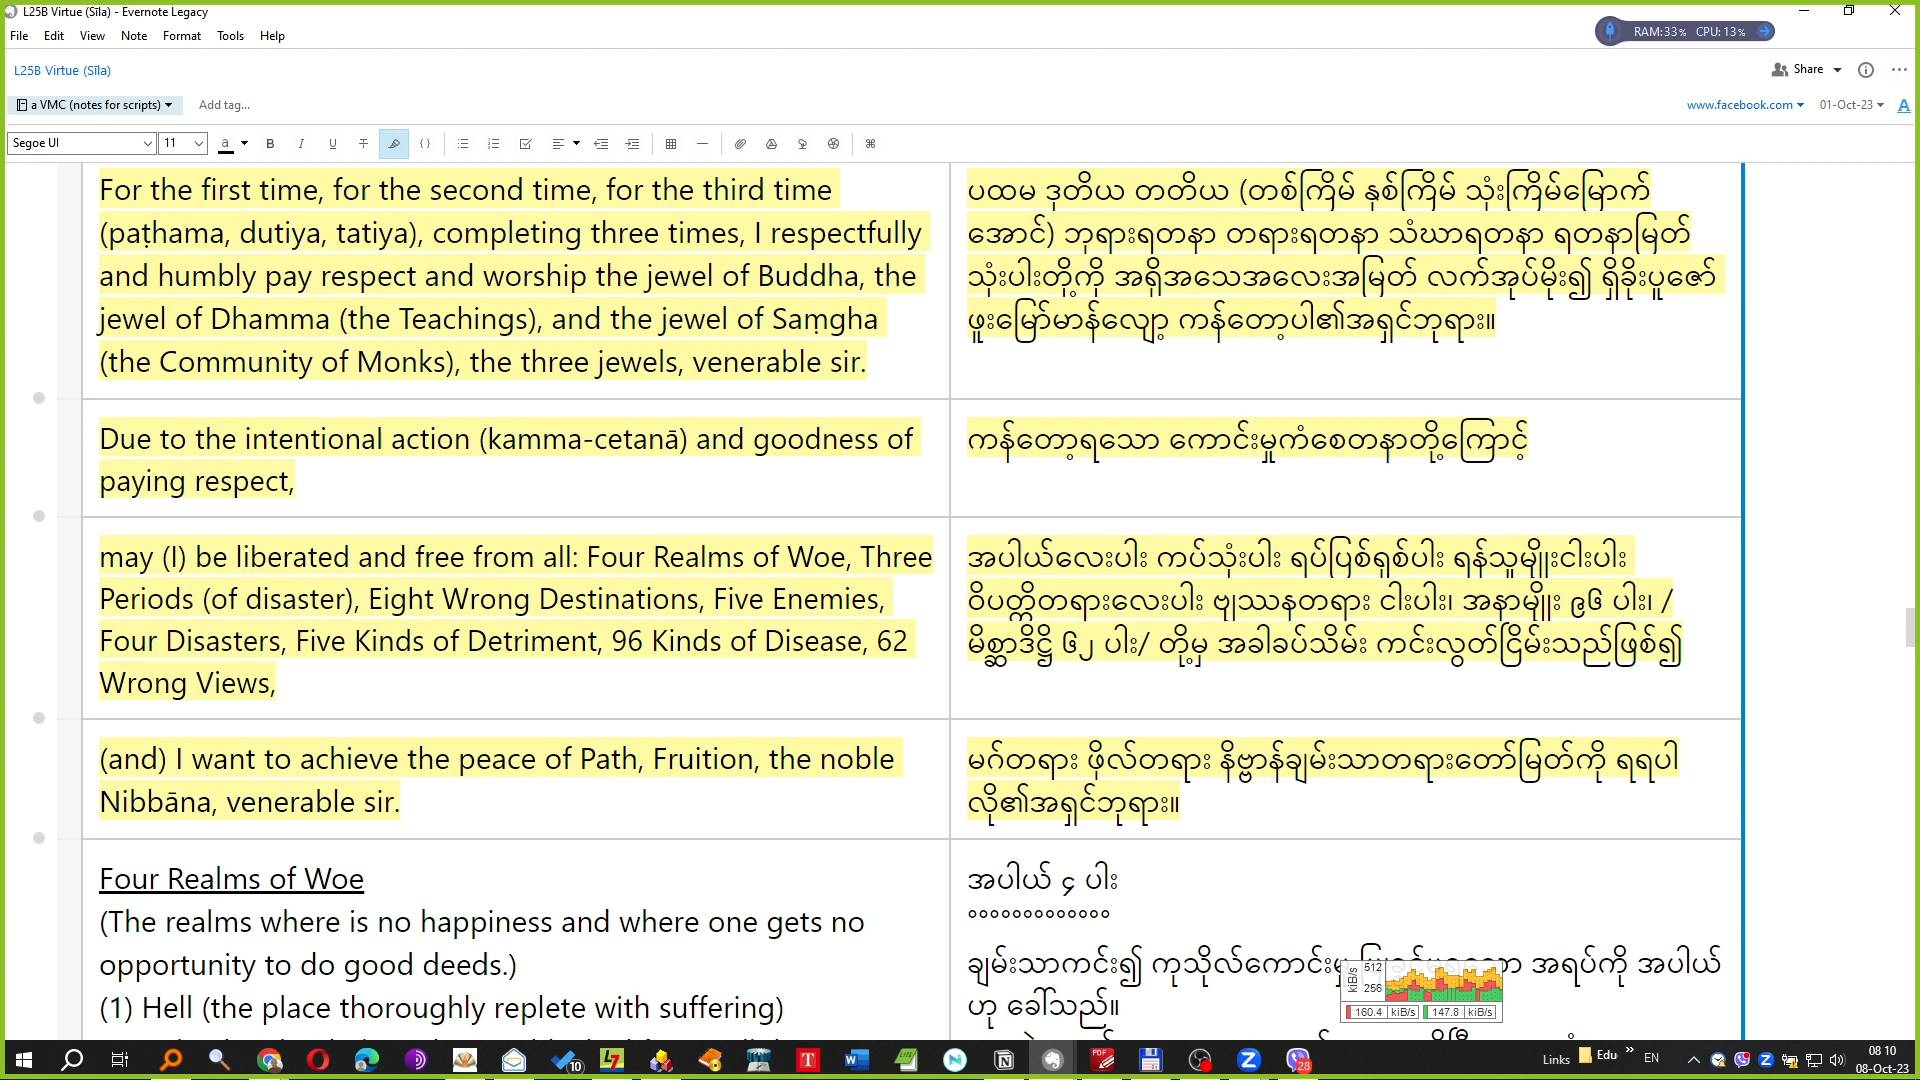 L25B Virtue (Sīla) - Evernote Legacy
File Edit View Note Format Tools Help
RAM:33% CPU: 13%
L25B Virtue (Sīla)
Share
a VMC (notes for scripts) Add tag...
www.facebook.com 01-Oct-23
Segoe UI 11
For the first time, for the second time, for the third time
(paṭhama, dutiya, tatiya), completing three times, I respectfully
and humbly pay respect and worship the jewel of Buddha, the
jewel of Dhamma (the Teachings), and the jewel of Saṃgha
(the Community of Monks), the three jewels, venerable sir.
ပထမ ဒုတိယ တတိယ (တစ်ကြိမ် နှစ်ကြိမ် သုံးကြိမ်မြောက်
အောင်) ဘုရားရတနာ တရားရတနာ သံဃာရတနာ ရတနာမြတ်
သုံးပါးတို့ကို အရိုအသေအလေးအမြတ် လက်အုပ်မိုး၍ ရှိခိုးပူဇော်
ဖူးမြော်မာန်လျော့ ကန်တော့ပါ၏အရှင်ဘုရား။
Due to the intentional action (kamma-cetanā) and goodness of
paying respect,
ကန်တော့ရသော ကောင်းမှုကံစေတနာတို့ကြောင့်
may (I) be liberated and free from all: Four Realms of Woe, Three
Periods (of disaster), Eight Wrong Destinations, Five Enemies,
Four Disasters, Five Kinds of Detriment, 96 Kinds of Disease, 62
Wrong Views,
အပါယ်လေးပါး ကပ်သုံးပါး ရပ်ပြစ်ရှစ်ပါး ရန်သူမျိုးငါးပါး
ဝိပတ္တိတရားလေးပါး ဗျသနတရား ငါးပါး၊ အနာမျိုး ၉၆ ပါး၊ /
မိစ္ဆာဒိဋ္ဌိ ၆၂ ပါး/ တို့မှ အခါခပ်သိမ်း ကင်းလွတ်ငြိမ်းသည်ဖြစ်၍
(and) I want to achieve the peace of Path, Fruition, the noble
Nibbāna, venerable sir.
မဂ်တရား ဖိုလ်တရား နိဗ္ဗာန်ချမ်းသာတရားတော်မြတ်ကို ရရပါ
လို၏အရှင်ဘုရား။
Four Realms of Woe
(The realms where is no happiness and where one gets no
opportunity to do good deeds.)
(1) Hell (the place thoroughly replete with suffering)
အပါယ် ၄ ပါး
°°°°°°°°°°°°°
ချမ်းသာကင်း၍ ကုသိုလ်ကောင်းမှု အရပ်ကို အပါယ်
ဟု ခေါ်သည်။
kiB/s 512
256
160.4 kiB/s 147.8 kiB/s
10
28
Links Edu EN
08 10
08-Oct-23